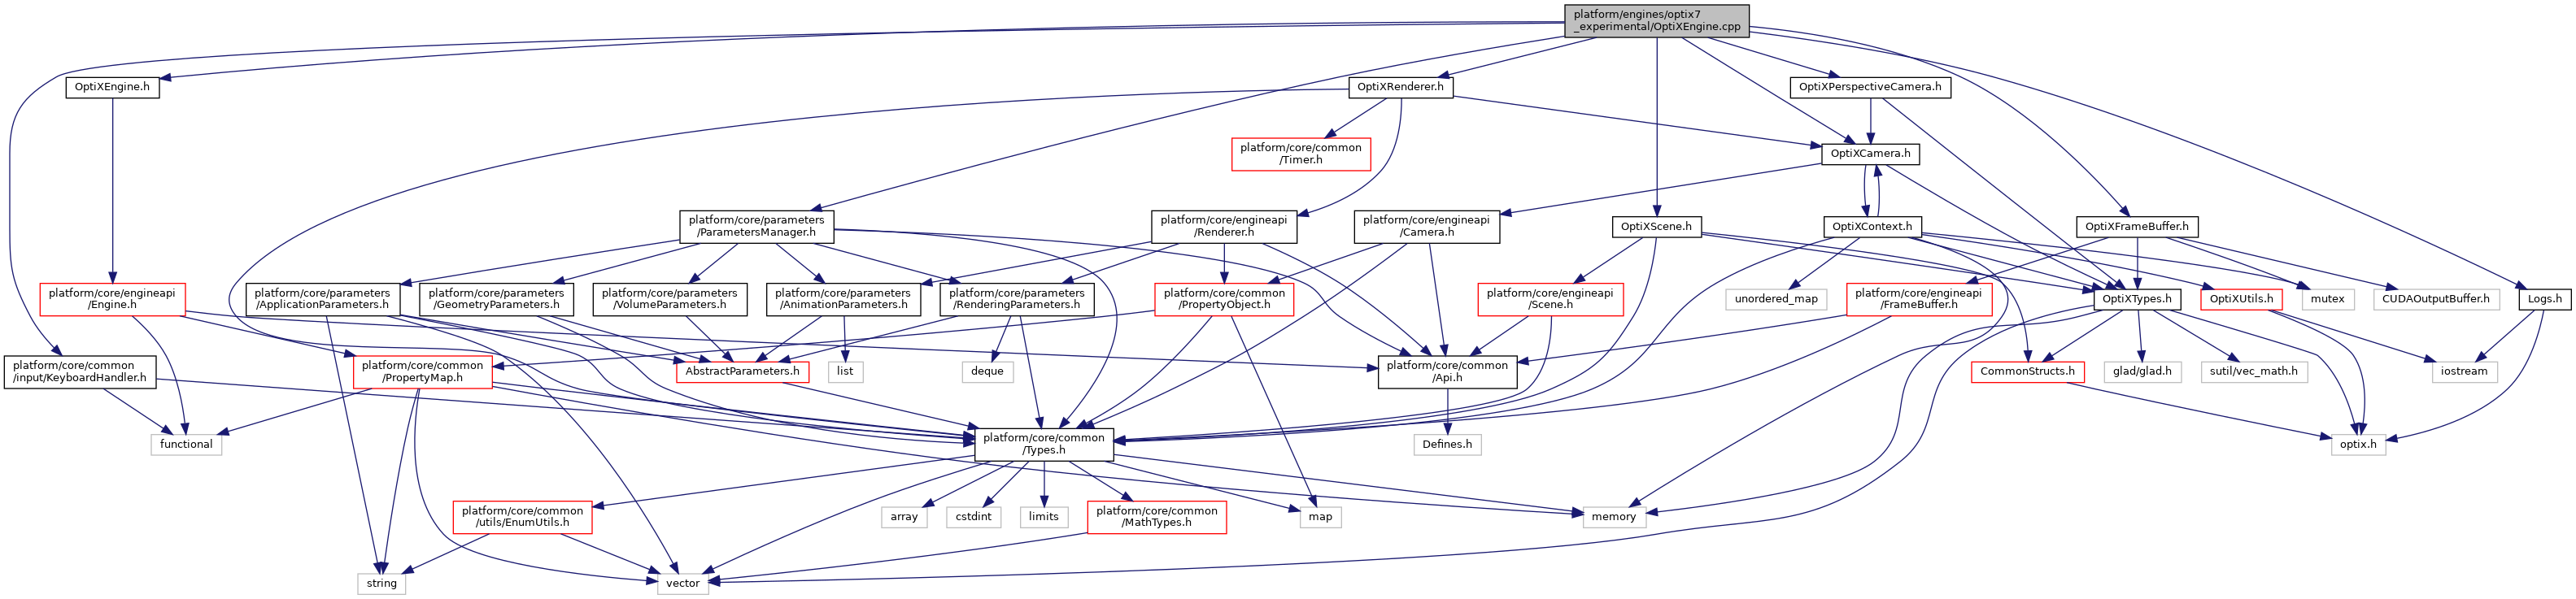 platform/engines/optix7
_experimental/OptiXEngine.cpp
OptiXEngine.h
OptiXRenderer.h
OptiXPerspectiveCamera.h
platform/core/common
/Timer.h
OptiXCamera.h
platform/core/parameters
/ParametersManager.h
platform/core/engineapi
/Renderer.h
platform/core/engineapi
/Camera.h
OptiXScene.h
OptiXContext.h
OptiXFrameBuffer.h
platform/core/engineapi
/Engine.h
platform/core/parameters
/ApplicationParameters.h
platform/core/parameters
/GeometryParameters.h
platform/core/parameters
/VolumeParameters.h
platform/core/parameters
/AnimationParameters.h
platform/core/parameters
/RenderingParameters.h
platform/core/common
/PropertyObject.h
platform/core/engineapi
/Scene.h
unordered_map
platform/core/engineapi
/FrameBuffer.h
OptiXTypes.h
OptiXUtils.h
mutex
CUDAOutputBuffer.h
Logs.h
platform/core/common
/input/KeyboardHandler.h
platform/core/common
/PropertyMap.h
AbstractParameters.h
list
deque
platform/core/common
/Api.h
CommonStructs.h
glad/glad.h
sutil/vec_math.h
iostream
functional
platform/core/common
/Types.h
Defines.h
optix.h
platform/core/common
/utils/EnumUtils.h
array
cstdint
limits
platform/core/common
/MathTypes.h
map
memory
string
vector